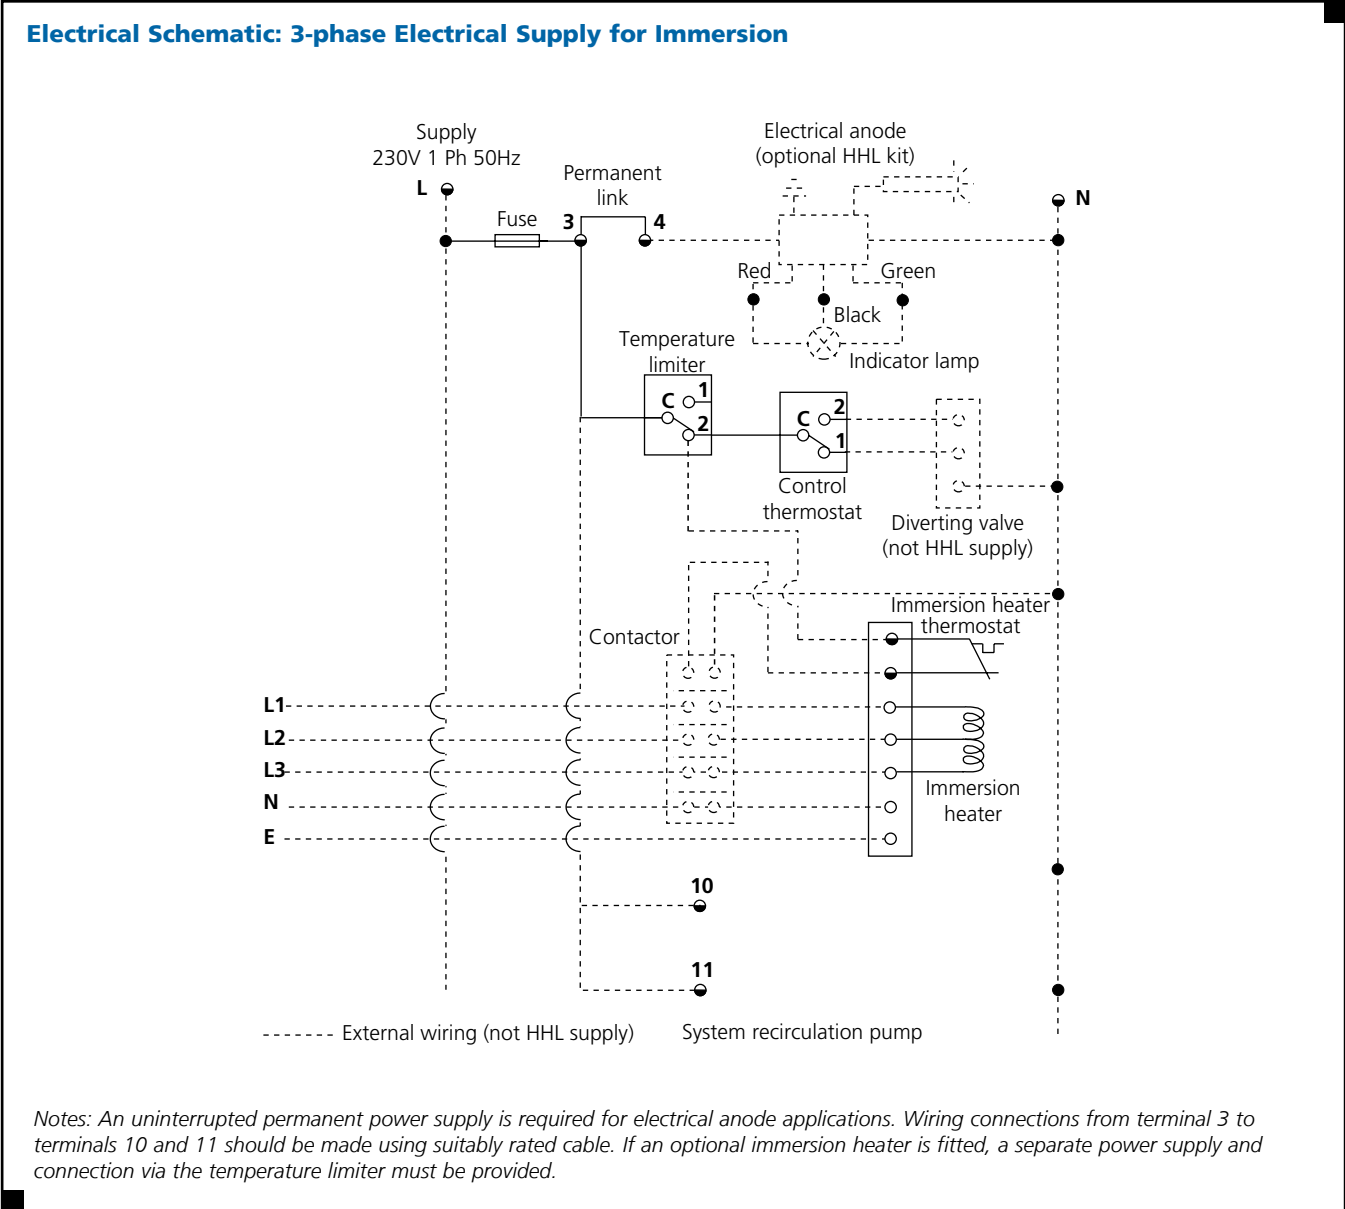 Electrical Schematic: 3-phase Electrical Supply for Immersion
Supply
230V 1 Ph 50Hz
L
Fuse
Permanent
link
3
4
Electrical anode
(optional HHL kit)
N
Red
Green
Black
Indicator lamp
Temperature
limiter
C
1
2
C
2
1
Control
thermostat
Diverting valve
(not HHL supply)
Immersion heater
thermostat
Contactor
L1
L2
L3
N
E
Immersion
heater
10
11
External wiring (not HHL supply)
System recirculation pump
Notes: An uninterrupted permanent power supply is required for electrical anode applications. Wiring connections from terminal 3 to
terminals 10 and 11 should be made using suitably rated cable. If an optional immersion heater is fitted, a separate power supply and
connection via the temperature limiter must be provided.